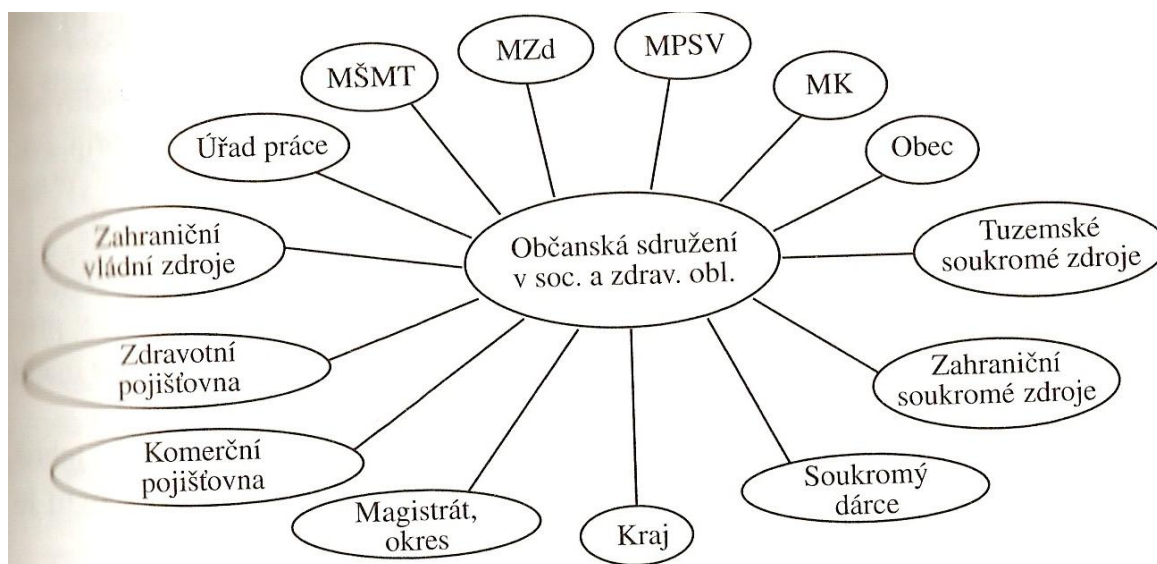 MZd
MPSV
MŠMT
MK
Úřad práce
Obec
Občanská sdružení
v soc. a zdrav. obl.
Zahraniční
vládní zdroje
Tuzemské
soukromé zdroje
Zdravotní
pojišťovna
Zahraniční
soukromé zdroje
Komerční
pojišťovna
Soukromý
dárce
Magistrát,
okres
Kraj